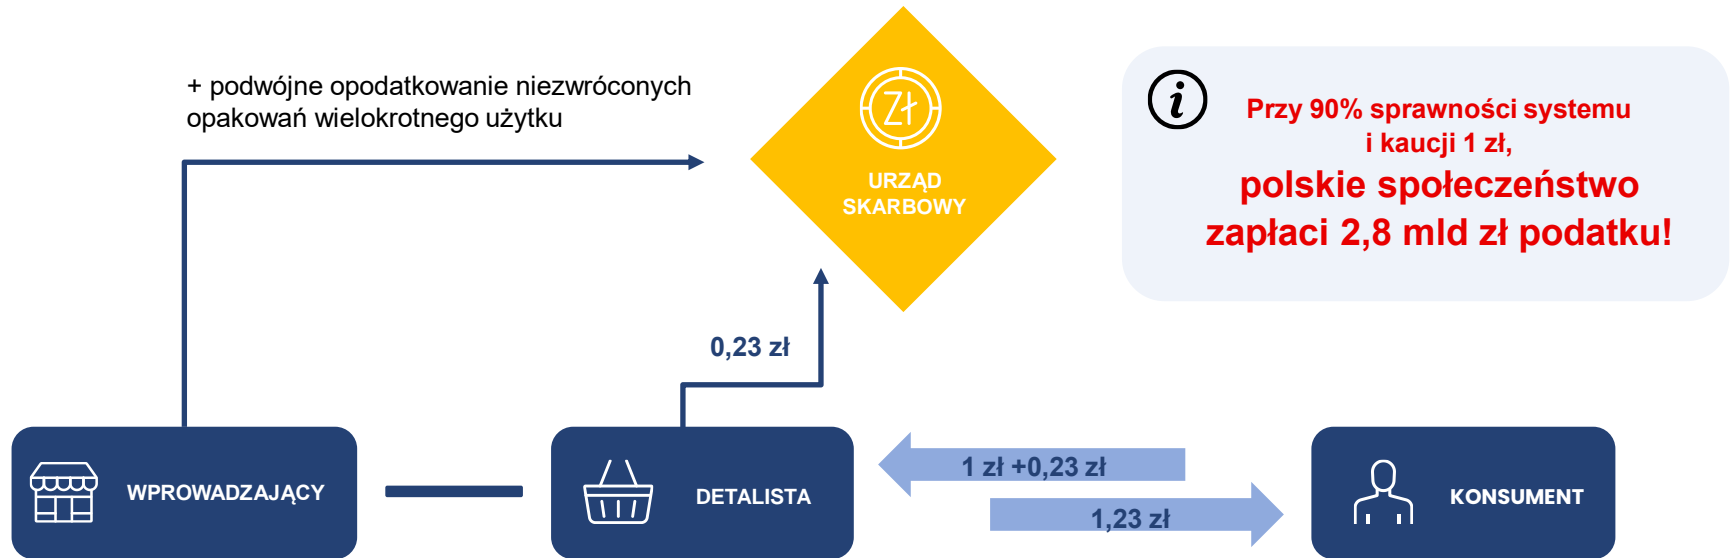 + podwójne opodatkowanie niezwróconych
opakowań wielokrotnego użytku
Zł
URZĄD
SKARBOWY
i
Przy 90% sprawności systemu
i kaucji 1 zł,
polskie społeczeństwo
zapłaci 2,8 mld zł podatku!
0,23 zł
WPROWADZAJĄCY
DETALISTA
1 zł +0,23 zł
1,23 zł
KONSUMENT